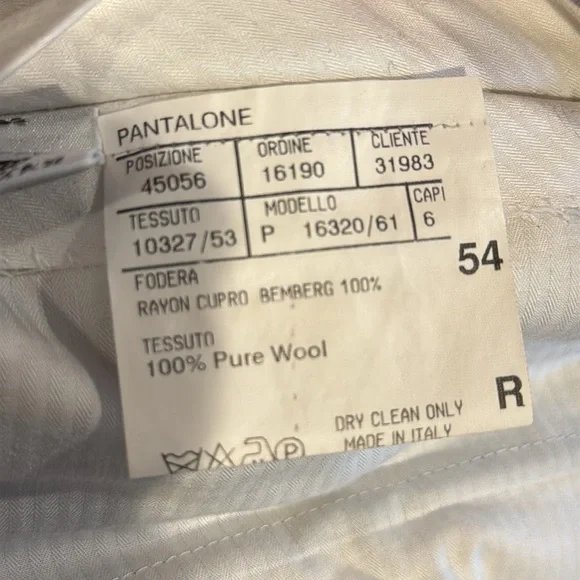 PANTALONE
POSIZIONE ORDINE CLIENTE
45056 16190 31983
TESSUTO MODELLO CAPI
10327/53 P 16320/61 6
54
FODERA
RAYON CUPRO BEMBERG 100%
TESSUTO
100% Pure Wool
R
DRY CLEAN ONLY
MADE IN ITALY
P